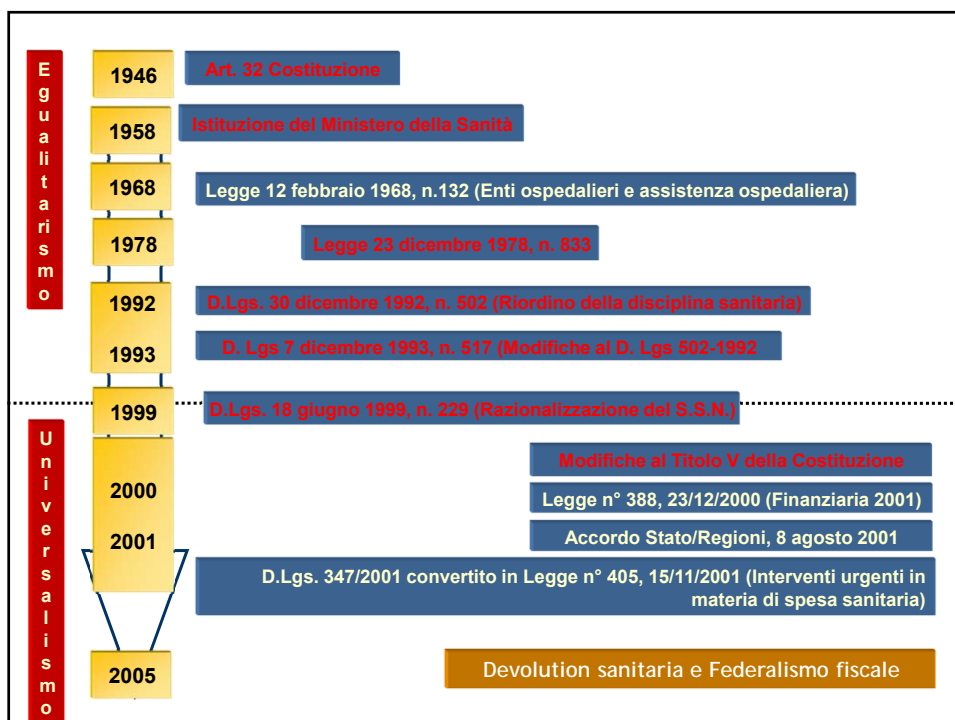 Egualitarismo
1946
Art. 32 Costituzione
1958
Istituzione del Ministero della Sanità
1968
Legge 12 febbraio 1968, n.132 (Enti ospedalieri e assistenza ospedaliera)
1978
Legge 23 dicembre 1978, n. 833
1992
D.Lgs. 30 dicembre 1992, n. 502 (Riordino della disciplina sanitaria)
1993
D. Lgs 7 dicembre 1993, n. 517 (Modifiche al D. Lgs 502-1992
1999
D.Lgs. 18 giugno 1999, n. 229 (Razionalizzazione del S.S.N.)
Universalismo
Modifiche al Titolo V della Costituzione
2000
Legge n° 388, 23/12/2000 (Finanziaria 2001)
2001
Accordo Stato/Regioni, 8 agosto 2001
D.Lgs. 347/2001 convertito in Legge n° 405, 15/11/2001 (Interventi urgenti in
materia di spesa sanitaria)
2005
Devolution sanitaria e Federalismo fiscale